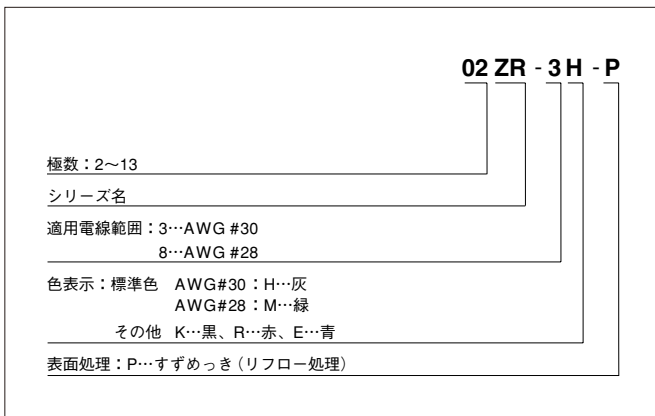 02 ZR - 3 H - P
極数：2〜13
シリーズ名
適用電線範囲：3…AWG #30
8…AWG #28
色表示：標準色 AWG#30：H…灰
AWG#28：M…緑
その他 K…黒、R…赤、E…青
表面処理：P…すずめっき（リフロー処理）